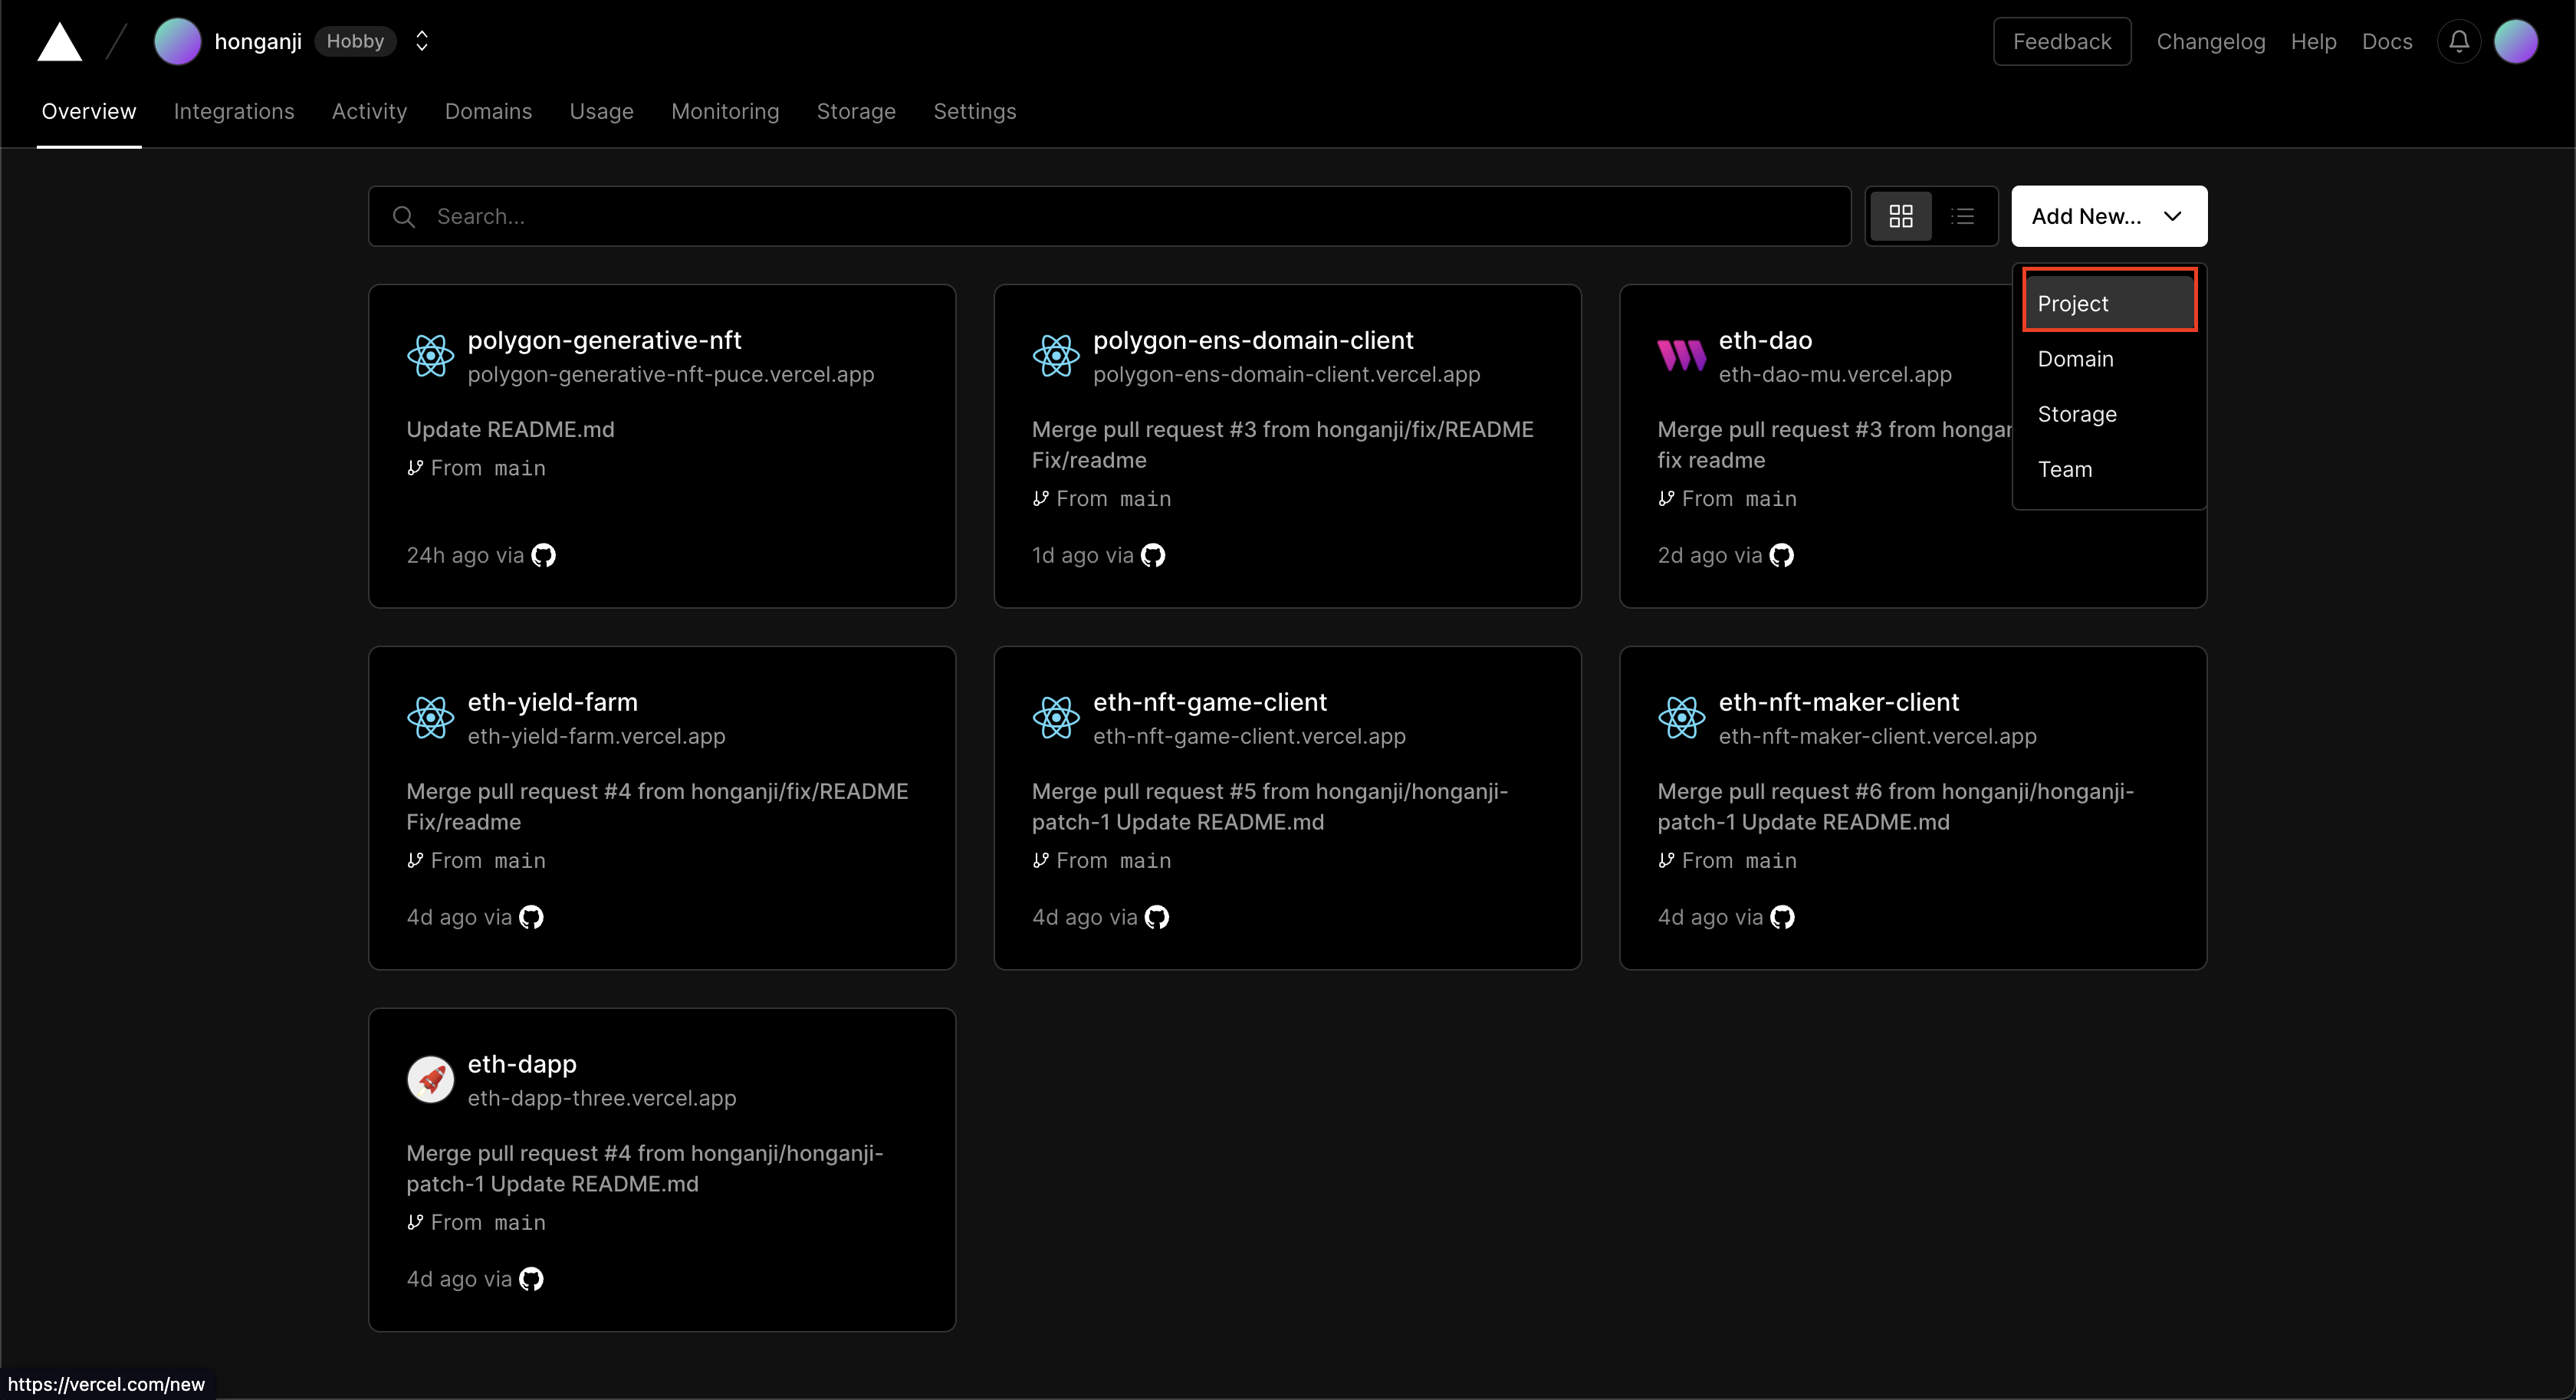 honganji Hobby
Feedback Changelog Help Docs
Overview Integrations Activity Domains Usage Monitoring Storage Settings
Search...
Add New...
Project
Domain
Storage
Team
polygon-generative-nft
polygon-generative-nft-puce.vercel.app
Update README.md
From main
24h ago via
polygon-ens-domain-client
polygon-ens-domain-client.vercel.app
Merge pull request #3 from honganji/fix/README
Fix/readme
From main
1d ago via
eth-dao
eth-dao-mu.vercel.app
Merge pull request #3 from hongan
fix readme
From main
2d ago via
eth-yield-farm
eth-yield-farm.vercel.app
Merge pull request #4 from honganji/fix/README
Fix/readme
From main
4d ago via
eth-nft-game-client
eth-nft-game-client.vercel.app
Merge pull request #5 from honganji/honganji-
patch-1 Update README.md
From main
4d ago via
eth-nft-maker-client
eth-nft-maker-client.vercel.app
Merge pull request #6 from honganji/honganji-
patch-1 Update README.md
From main
4d ago via
eth-dapp
eth-dapp-three.vercel.app
Merge pull request #4 from honganji/honganji-
patch-1 Update README.md
From main
4d ago via
https://vercel.com/new